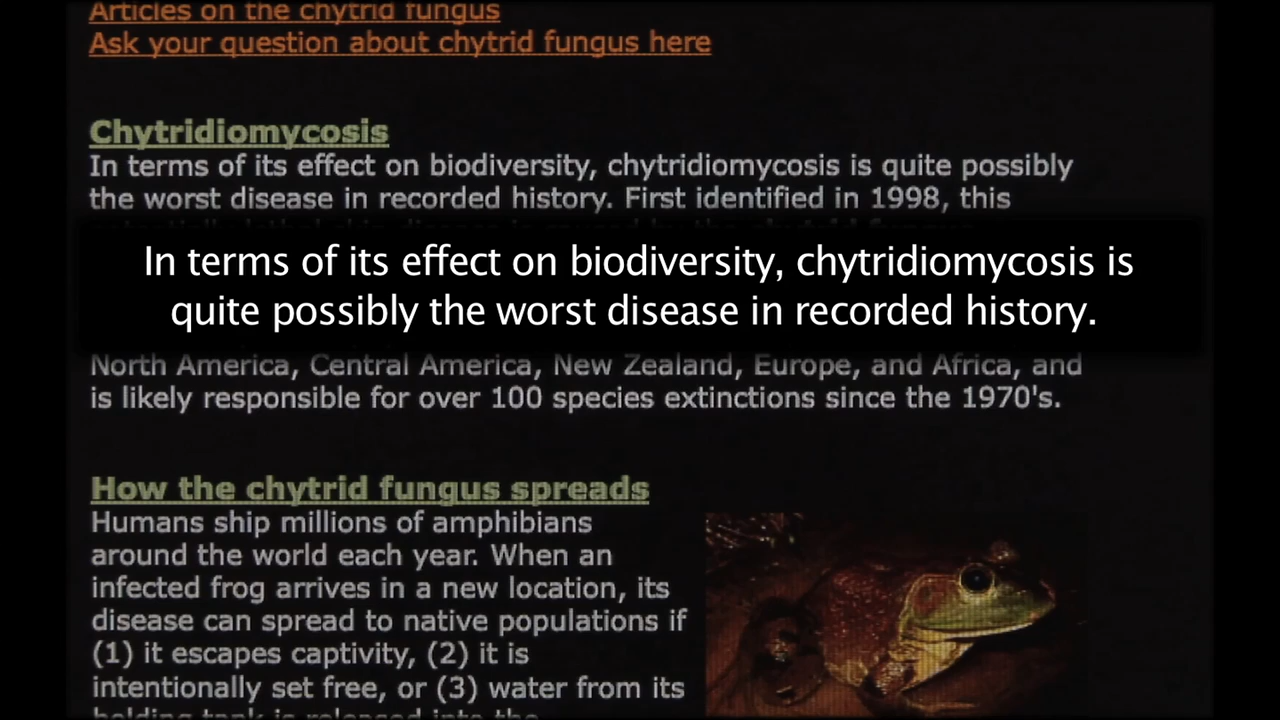 Articles on the chytrid fungus
Ask your question about chytrid fungus here
Chytridiomycosis
In terms of its effect on biodiversity, chytridiomycosis is quite possibly
the worst disease in recorded history. First identified in 1998, this
In terms of its effect on biodiversity, chytridiomycosis is
quite possibly the worst disease in recorded history.
North America, Central America, New Zealand, Europe, and Africa, and
is likely responsible for over 100 species extinctions since the 1970's.
How the chytrid fungus spreads
Humans ship millions of amphibians
around the world each year. When an
infected frog arrives in a new location, its
disease can spread to native populations if
(1) it escapes captivity, (2) it is
intentionally set free, or (3) water from its